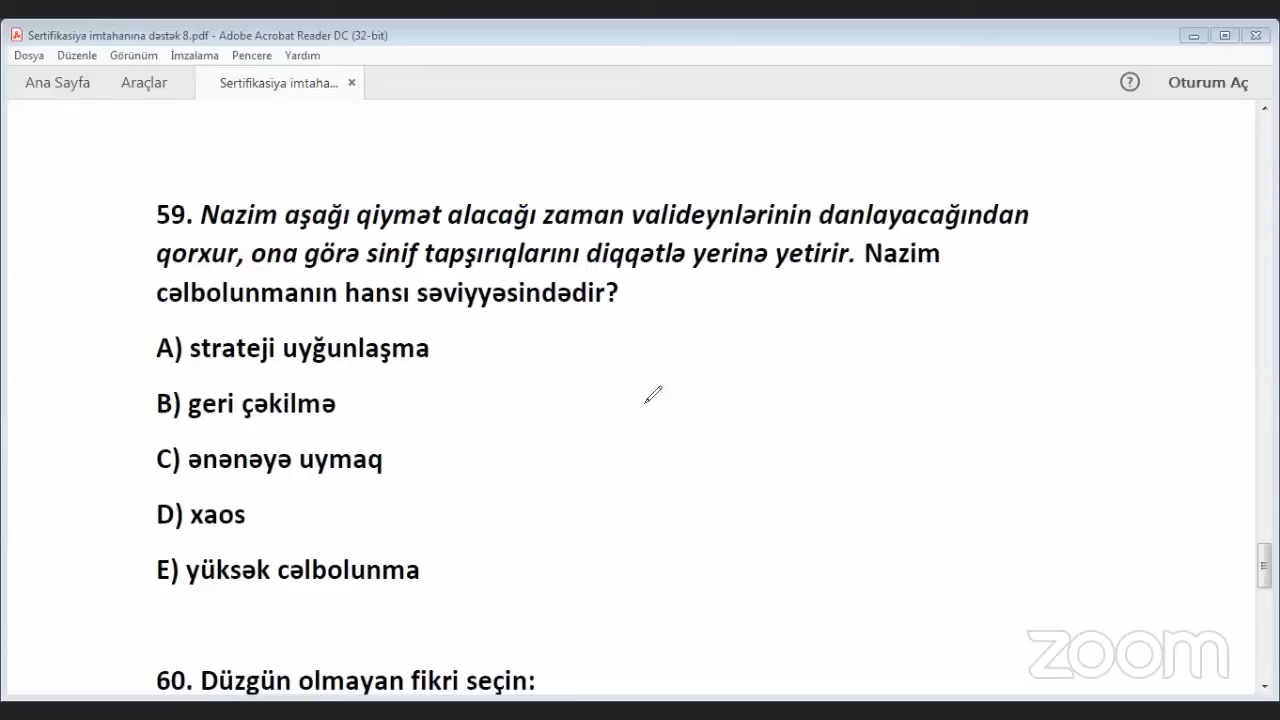 Sertifikasiya imtahanına dəstək 8.pdf - Adobe Acrobat Reader DC (32-bit)
Dosya Düzenle Görünüm İmzalama Pencere Yardım
Ana Sayfa Araçlar Sertifikasiya imtaha... × ? Oturum Aç
59. Nazim aşağı qiymət alacağı zaman valideynlərinin danlayacağından
qorxur, ona görə sinif tapşırıqlarını diqqətlə yerinə yetirir. Nazim
cəlbolunmanın hansı səviyyəsindədir?
A) strateji uyğunlaşma
B) geri çəkilmə
C) ənənəyə uymaq
D) xaos
E) yüksək cəlbolunma
60. Düzgün olmayan fikri seçin:
zoom